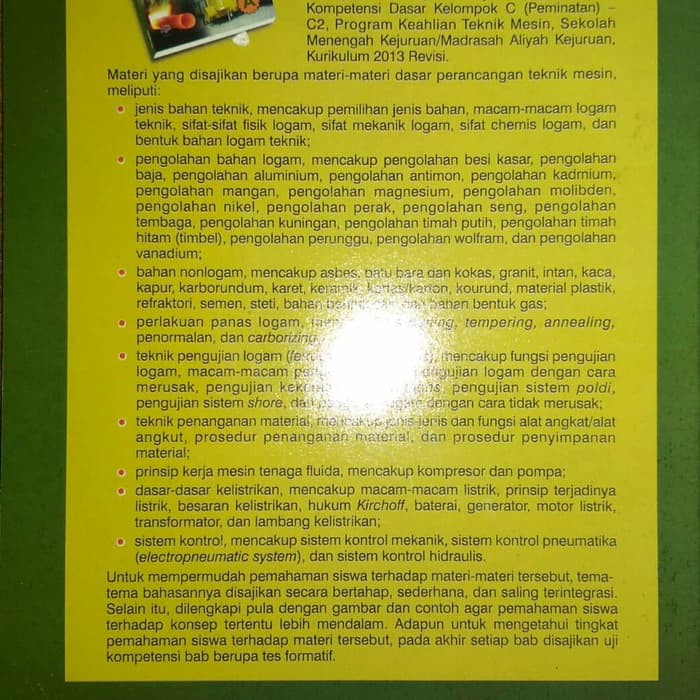 Kompetensi Dasar Kelompok C (Peminatan) –
C2, Program Keahlian Teknik Mesin, Sekolah
Menengah Kejuruan/Madrasah Aliyah Kejuruan,
Kurikulum 2013 Revisi.
Materi yang disajikan berupa materi-materi dasar perancangan teknik mesin,
meliputi:
• jenis bahan teknik, mencakup pemilihan jenis bahan, macam-macam logam
teknik, sifat-sifat fisik logam, sifat mekanik logam, sifat chemis logam, dan
bentuk bahan logam teknik;
• pengolahan bahan logam, mencakup pengolahan besi kasar, pengolahan
baja, pengolahan aluminium, pengolahan antimon, pengolahan kadmium,
pengolahan mangan, pengolahan magnesium, pengolahan molibden,
pengolahan nikel, pengolahan perak, pengolahan seng, pengolahan
tembaga, pengolahan kuningan, pengolahan timah putih, pengolahan timah
hitam (timbel), pengolahan perunggu, pengolahan wolfram, dan pengolahan
vanadium;
• bahan nonlogam, mencakup asbes, batu bara dan kokas, granit, intan, kaca,
kapur, karborundum, karet, keramik, kertas/karton, kourund, material plastik,
refraktori, semen, steti, bahan bahan bentuk gas;
• perlakuan panas logam, tempering, annealing,
penormalan, dan carborizing
• teknik pengujian logam mencakup fungsi pengujian
logam, macam-macam pengujian logam dengan cara
merusak, pengujian pengujian sistem poldi,
pengujian sistem shore, dengan cara tidak merusak;
• teknik penanganan material, mencakup jenis-jenis dan fungsi alat angkat/alat
angkut, prosedur penanganan material, dan prosedur penyimpanan
material;
• prinsip kerja mesin tenaga fluida, mencakup kompresor dan pompa;
• dasar-dasar kelistrikan, mencakup macam-macam listrik, prinsip terjadinya
listrik, besaran kelistrikan, hukum Kirchoff, baterai, generator, motor listrik,
transformator, dan lambang kelistrikan;
• sistem kontrol, mencakup sistem kontrol mekanik, sistem kontrol pneumatika
(electropneumatic system), dan sistem kontrol hidraulis.
Untuk mempermudah pemahaman siswa terhadap materi-materi tersebut, tema-
tema bahasannya disajikan secara bertahap, sederhana, dan saling terintegrasi.
Selain itu, dilengkapi pula dengan gambar dan contoh agar pemahaman siswa
terhadap konsep tertentu lebih mendalam. Adapun untuk mengetahui tingkat
pemahaman siswa terhadap materi tersebut, pada akhir setiap bab disajikan uji
kompetensi bab berupa tes formatif.